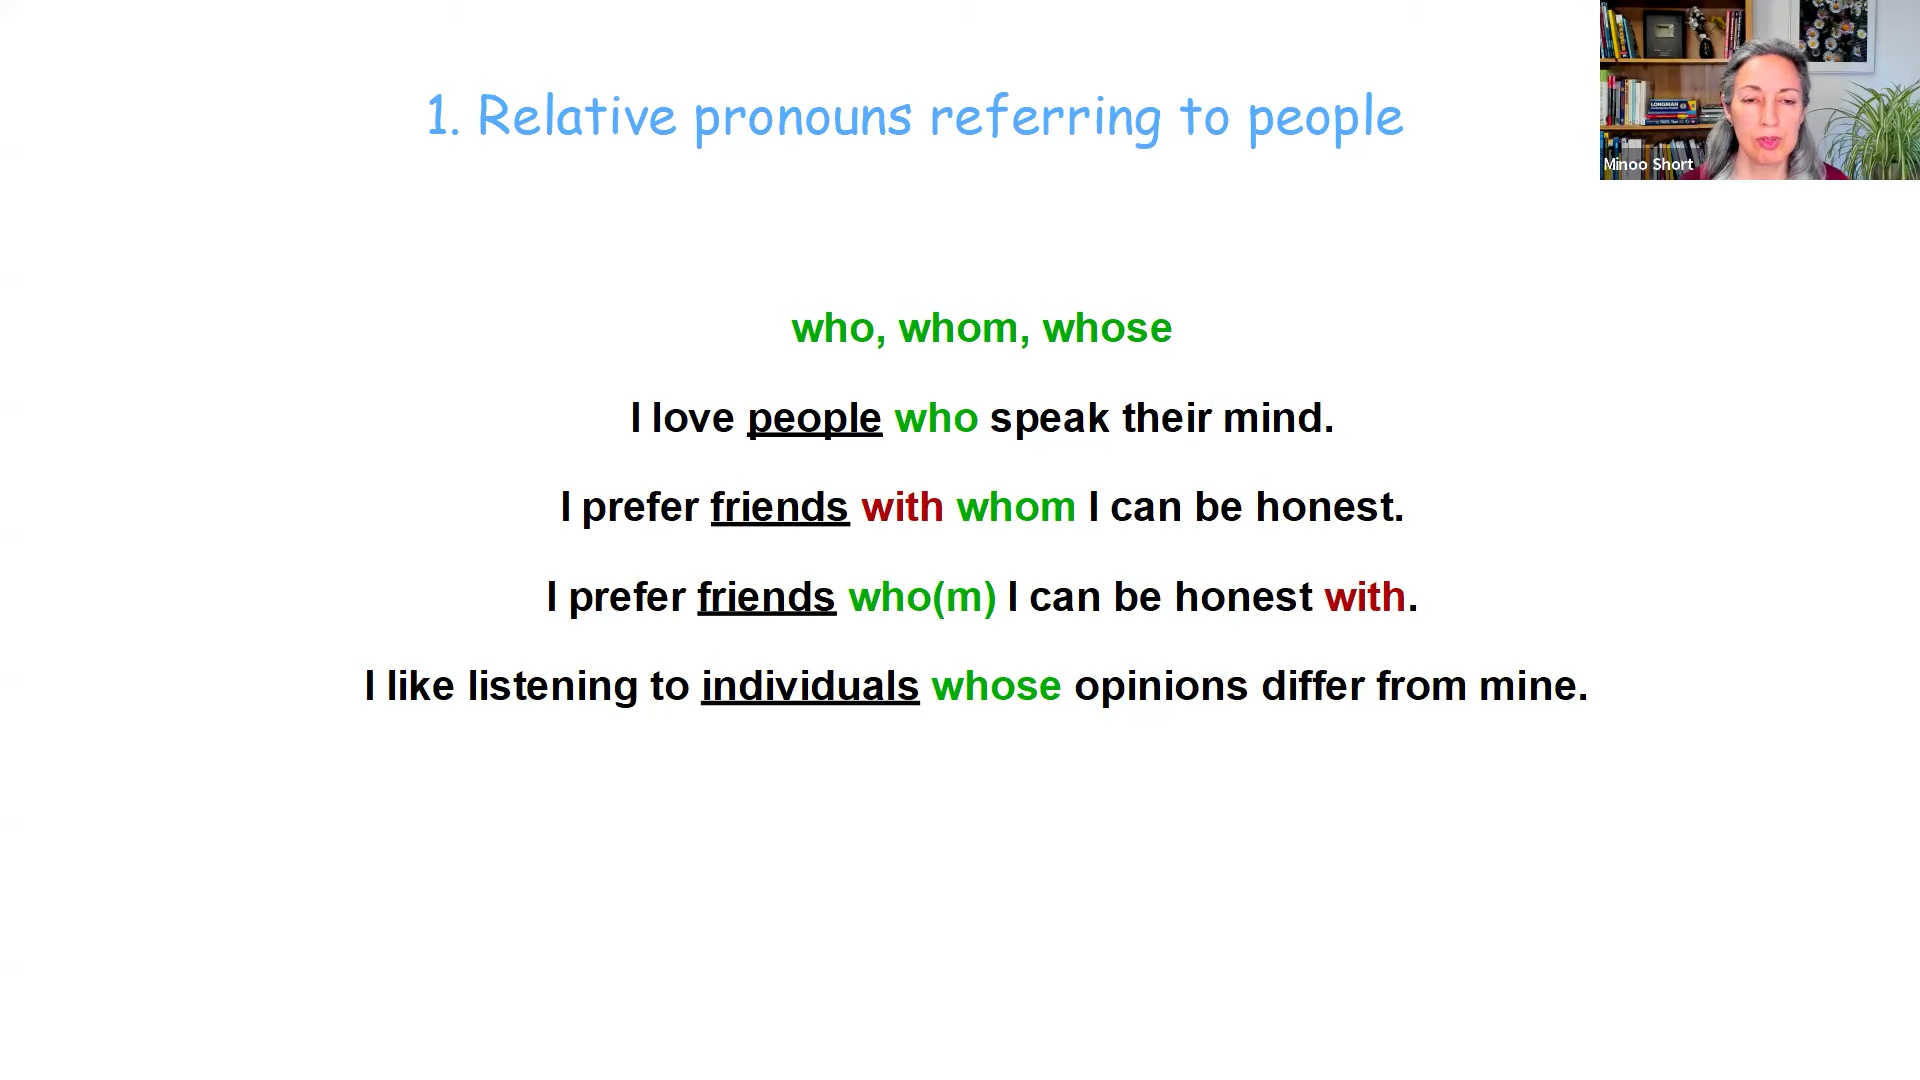 1. Relative pronouns referring to people
LONGMAN
Minoo Short
who, whom, whose
I love people who speak their mind.
I prefer friends with whom I can be honest.
I prefer friends who(m) I can be honest with.
I like listening to individuals whose opinions differ from mine.